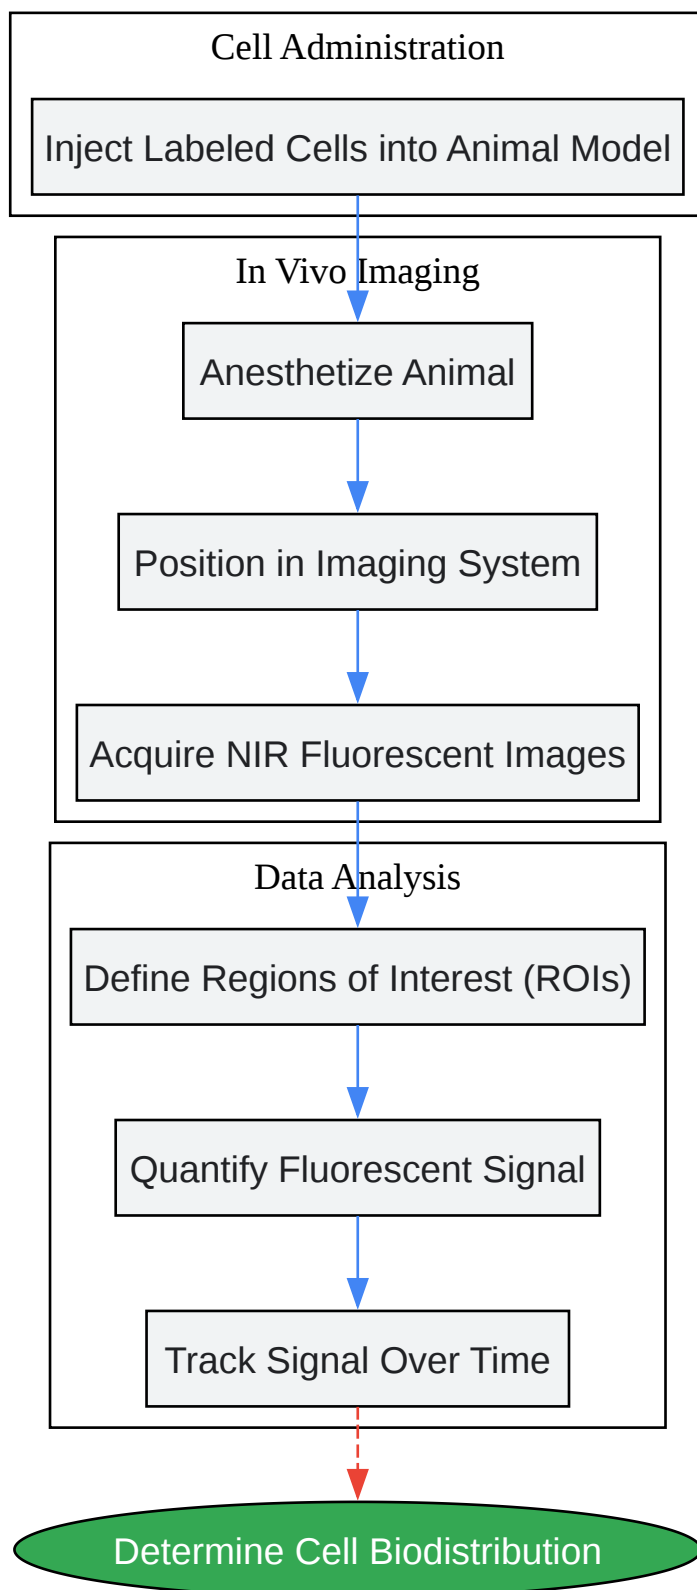 Cell Administration
Inject Labeled Cells into Animal Model
In Vivo Imaging
Anesthetize Animal
Position in Imaging System
Acquire NIR Fluorescent Images
Data Analysis
Define Regions of Interest (ROIs)
Quantify Fluorescent Signal
Track Signal Over Time
Determine Cell Biodistribution